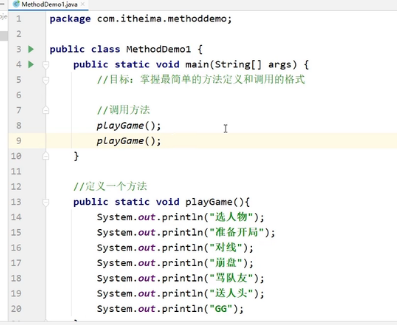 MethodDemo1.java
1 package com.itheima.methoddemo;
2
3 public class MethodDemo1 {
4 public static void main(String[] args) {
5 //目标：掌握最简单的方法定义和调用的格式
6
7 //调用方法
8 playGame();
9 playGame();
10 }
11
12 //定义一个方法
13 public static void playGame(){
14 System.out.println("选人物");
15 System.out.println("准备开局");
16 System.out.println("对线");
17 System.out.println("崩盘");
18 System.out.println("骂队友");
19 System.out.println("送人头");
20 System.out.println("GG");